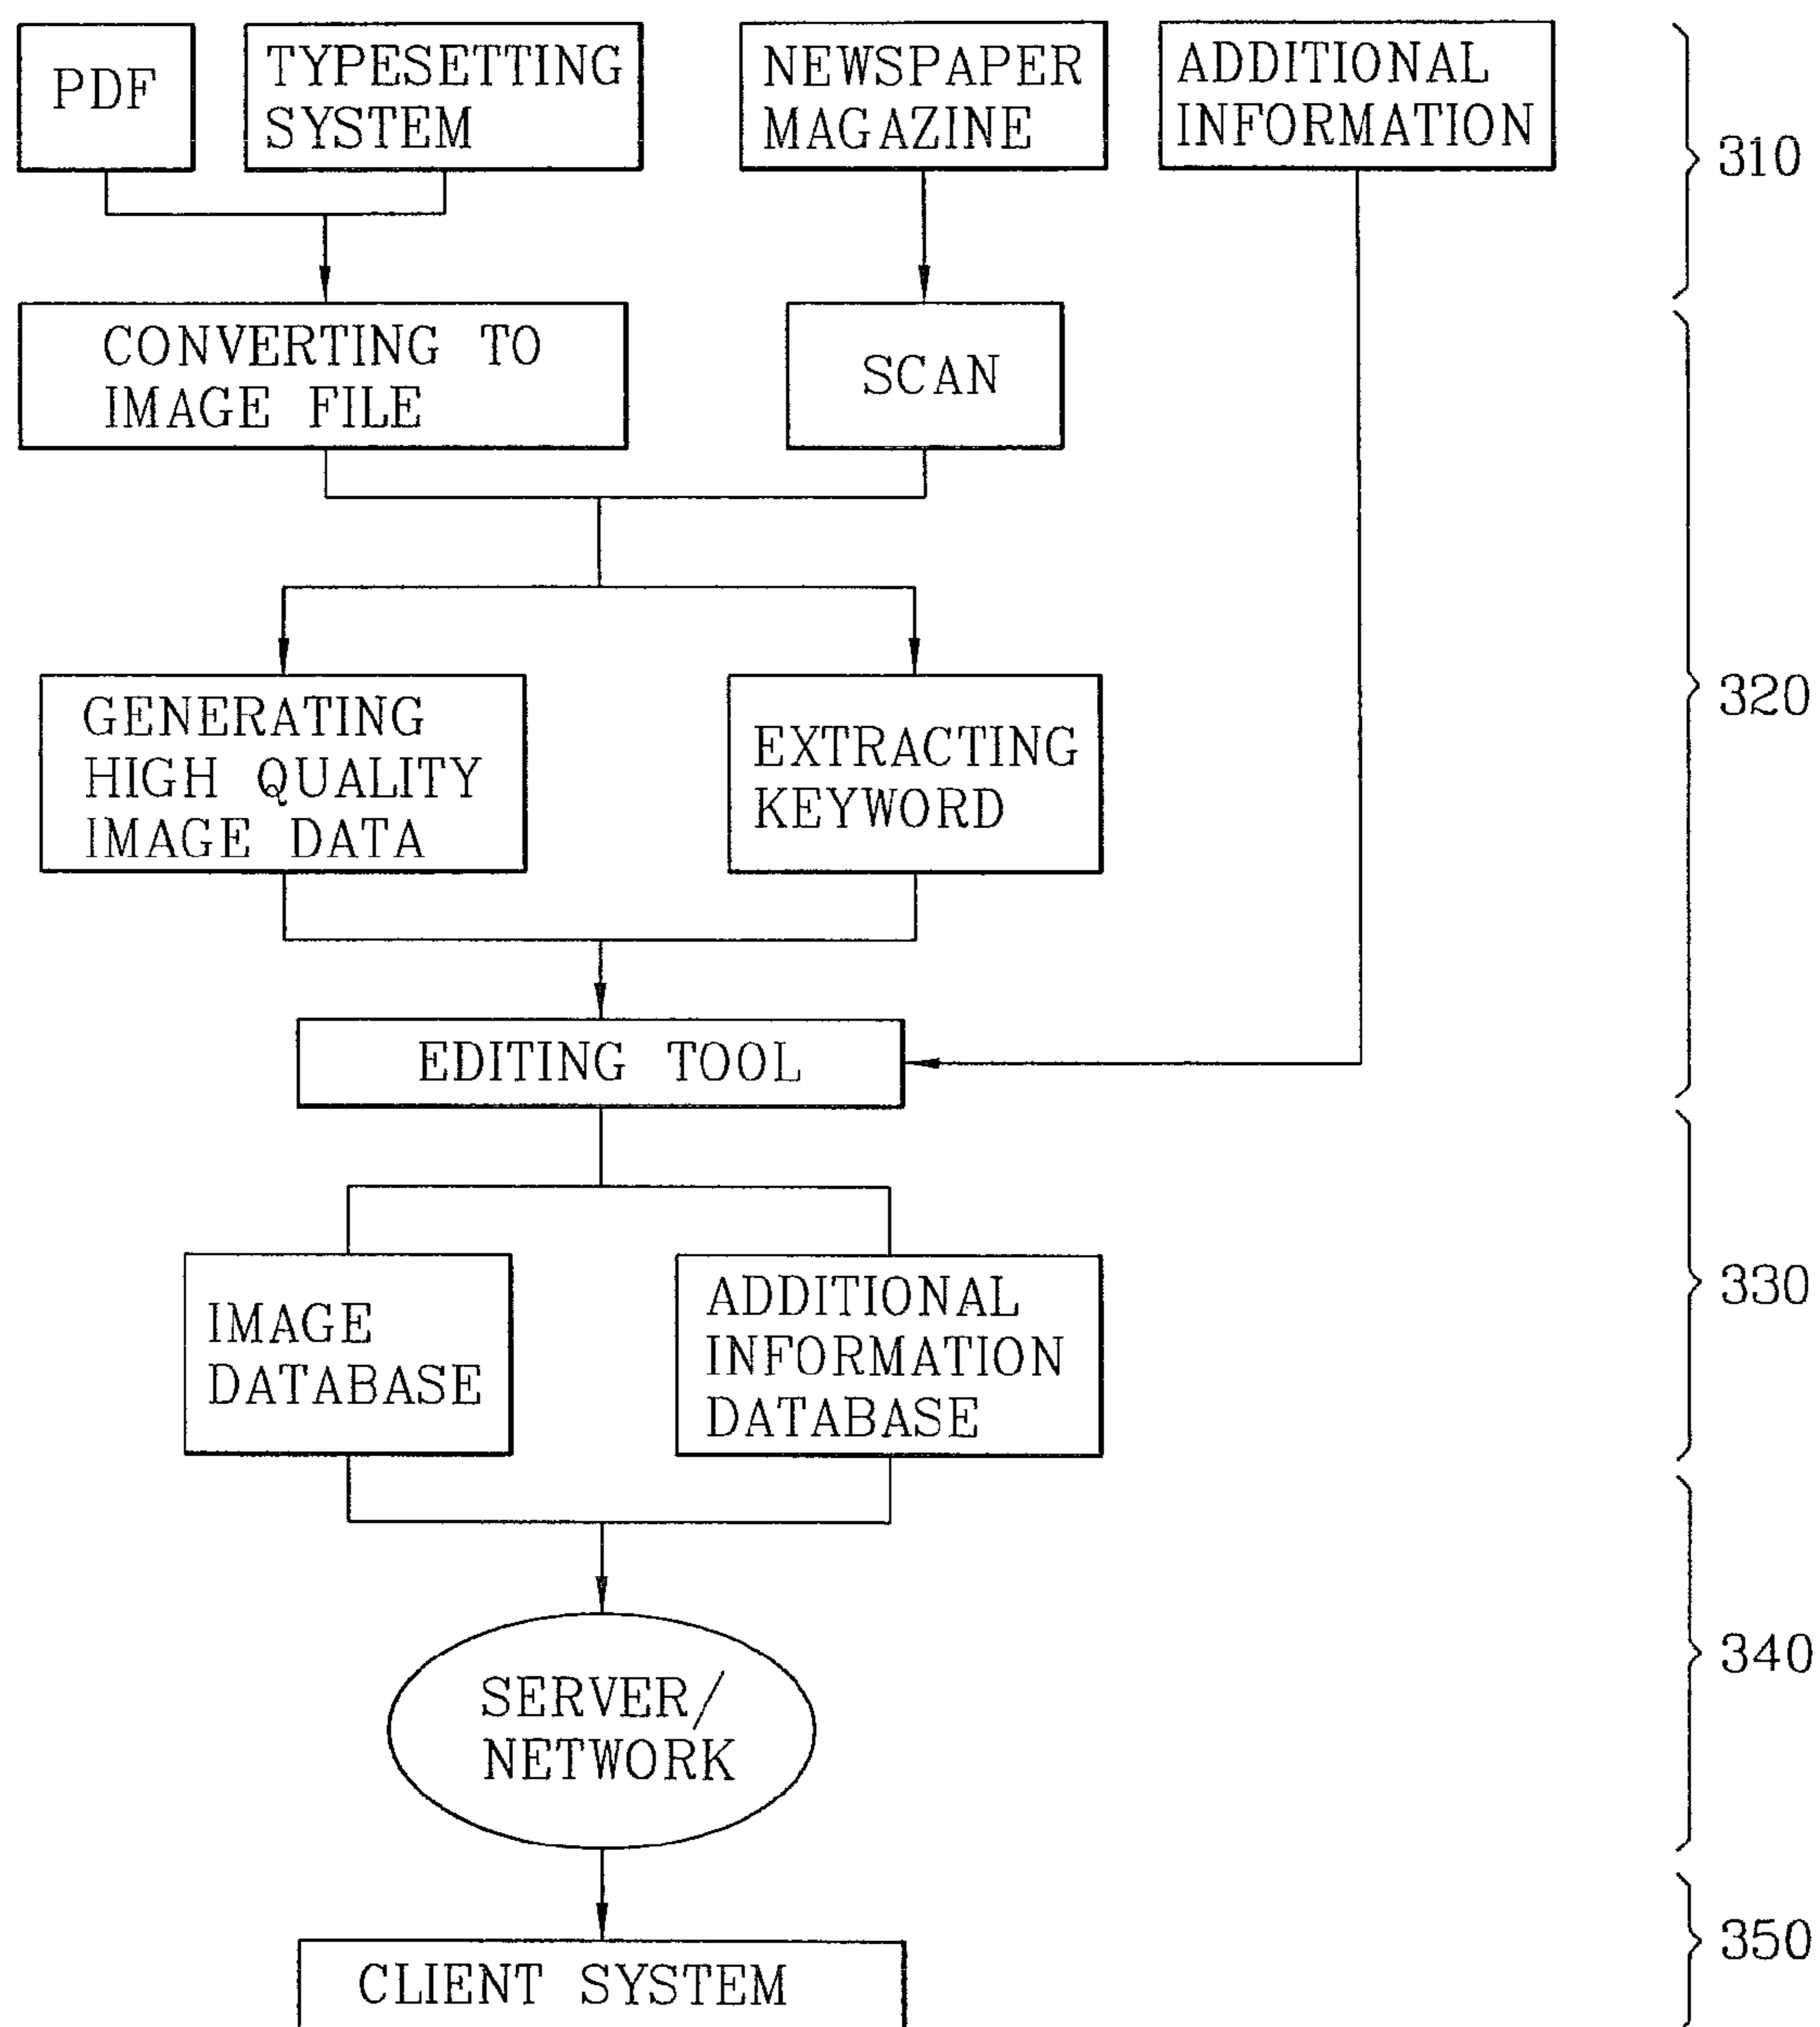 PDF
TYPESETTING
SYSTEM
NEWSPAPER
MAGAZINE
ADDITIONAL
INFORMATION
310
CONVERTING TO
IMAGE FILE
SCAN
GENERATING
HIGH QUALITY
IMAGE DATA
EXTRACTING
KEYWORD
320
EDITING TOOL
IMAGE
DATABASE
ADDITIONAL
INFORMATION
DATABASE
330
SERVER/
NETWORK
340
CLIENT SYSTEM
350